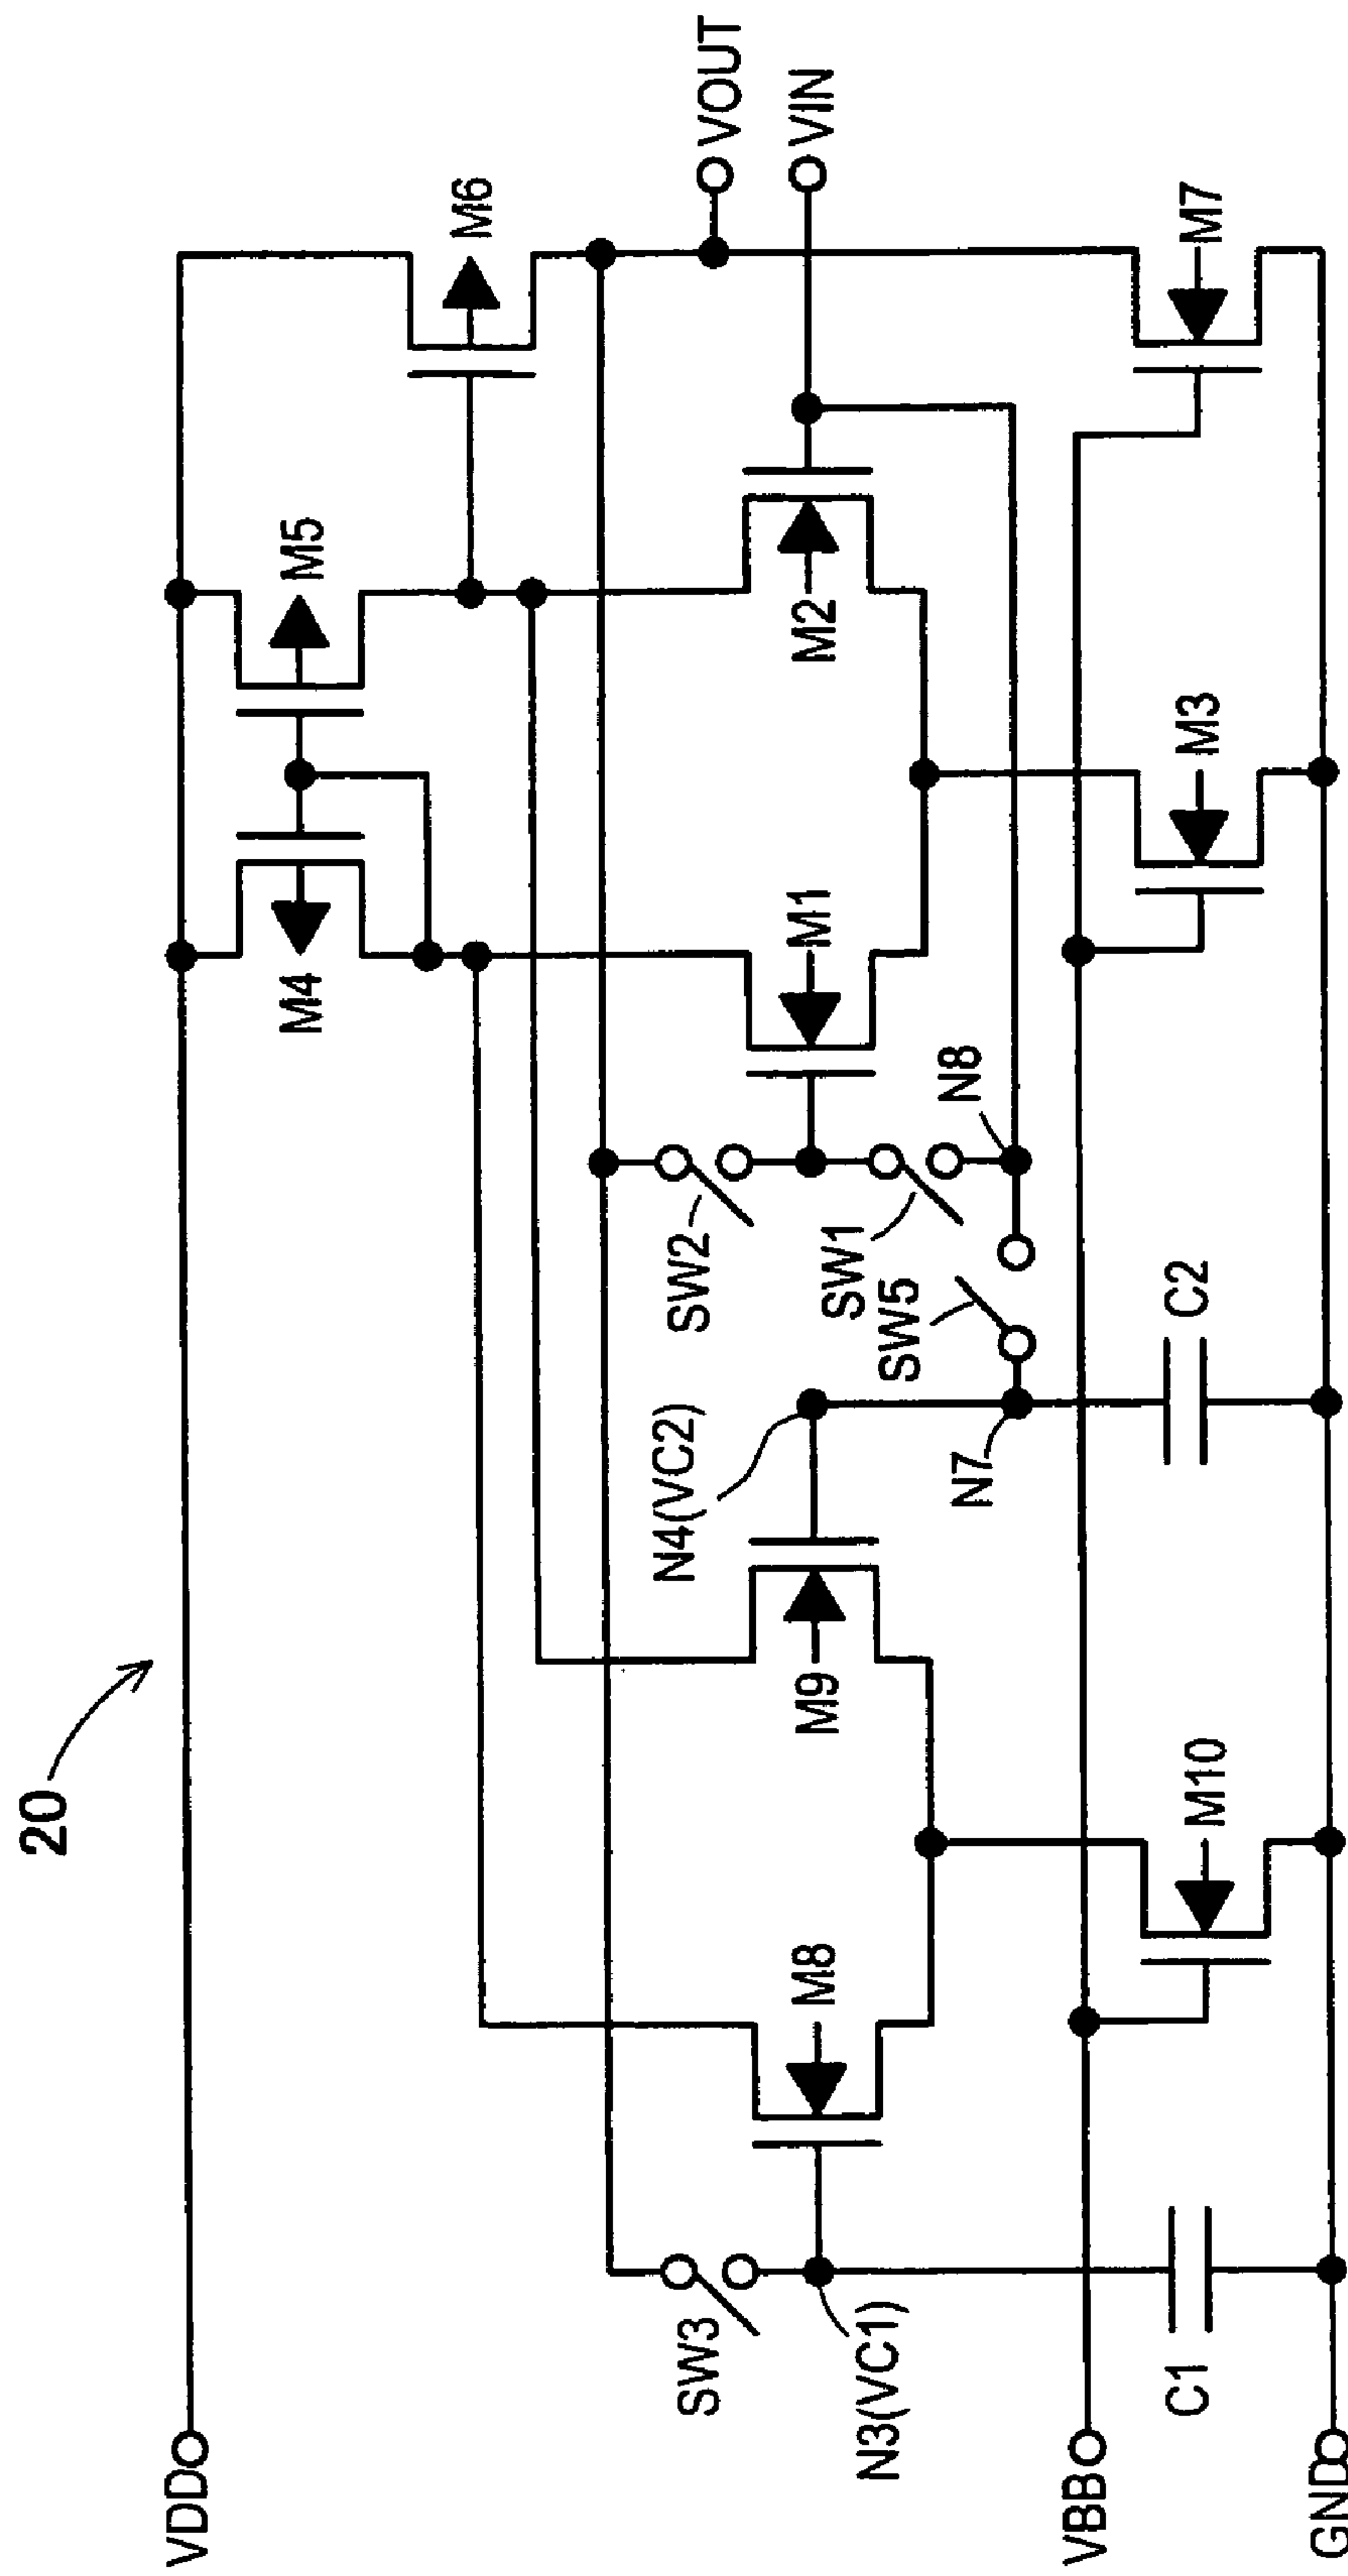 20
VDD
VBB
GND
SW3
N3(VC1)
C1
M8
M10
M9
N4(VC2)
N7
C2
SW2
SW1
SW5
N8
M4
M1
M3
M5
M2
M6
M7
VOUT
VIN